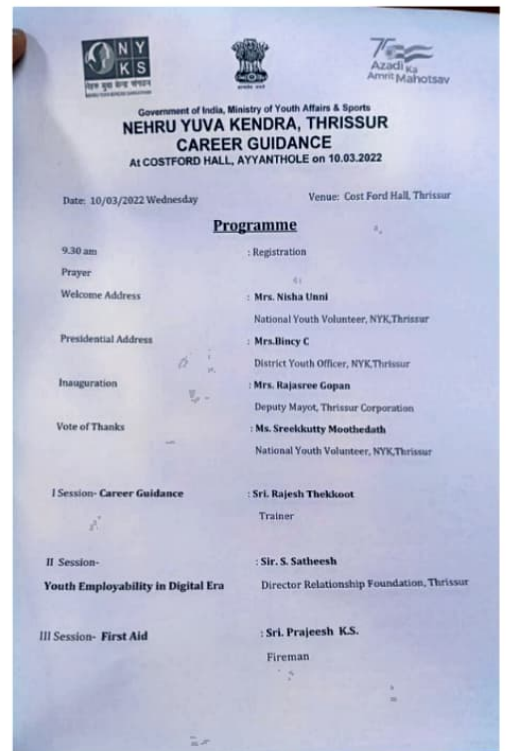 NY
KS
नेहरू युवा केन्द्र संगठन
75
Azadi Ka
Amrit Mahotsav
Government of India, Ministry of Youth Affairs & Sports
NEHRU YUVA KENDRA, THRISSUR
CAREER GUIDANCE
At COSTFORD HALL, AYYANTHOLE on 10.03.2022
Date: 10/03/2022 Wednesday Venue: Cost Ford Hall, Thrissur
Programme
9.30 am : Registration
Prayer
Welcome Address : Mrs. Nisha Unni
National Youth Volunteer, NYK,Thrissur
Presidential Address : Mrs.Bincy C
District Youth Officer, NYK,Thrissur
Inauguration : Mrs. Rajasree Gopan
Deputy Mayot, Thrissur Corporation
Vote of Thanks : Ms. Sreekkutty Moothedath
National Youth Volunteer, NYK,Thrissur
I Session- Career Guidance : Sri. Rajesh Thekkoot
Trainer
II Session- : Sir. S. Satheesh
Youth Employability in Digital Era Director Relationship Foundation, Thrissur
III Session- First Aid : Sri. Prajeesh K.S.
Fireman